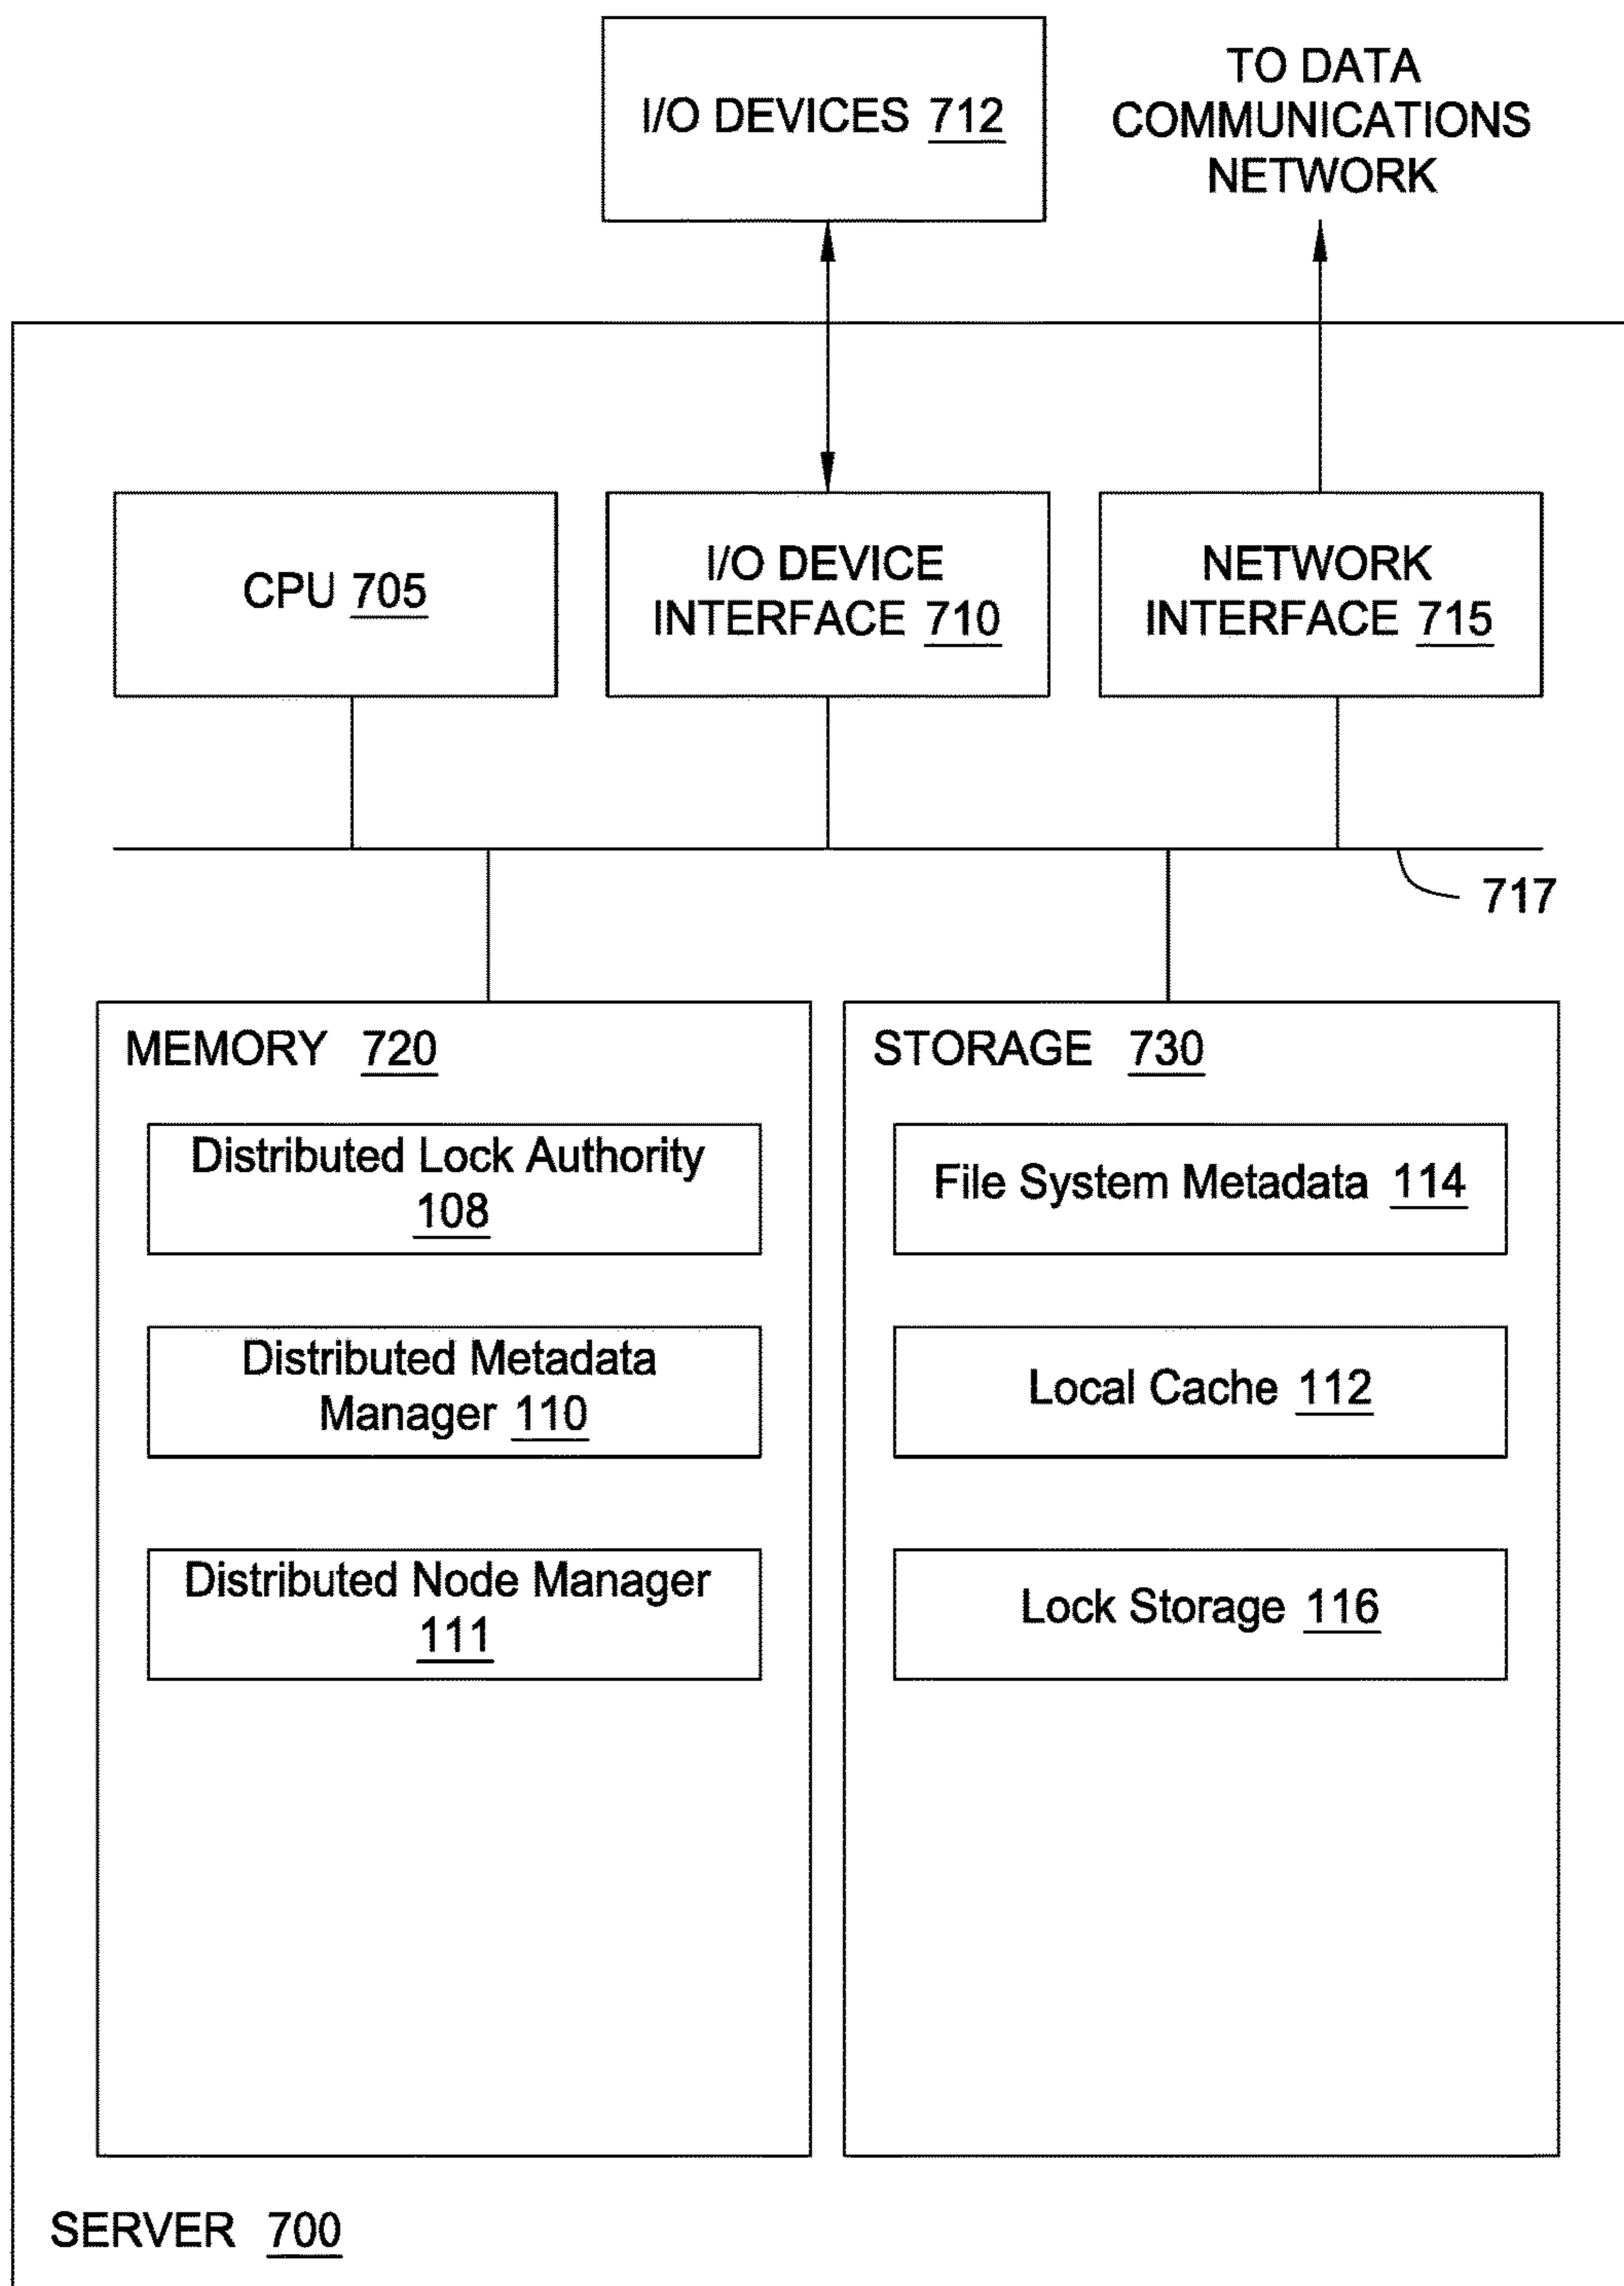 I/O DEVICES 712
TO DATA
COMMUNICATIONS
NETWORK
CPU 705
I/O DEVICE
INTERFACE 710
NETWORK
INTERFACE 715
717
MEMORY 720
Distributed Lock Authority
108
Distributed Metadata
Manager 110
Distributed Node Manager
111
STORAGE 730
File System Metadata 114
Local Cache 112
Lock Storage 116
SERVER 700